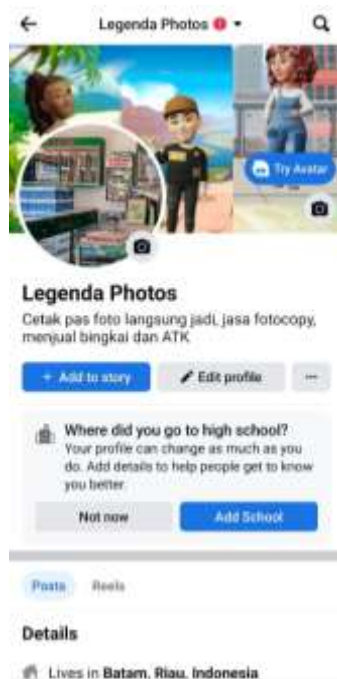 Legenda Photos
Try Avatar
Legenda Photos
Cetak pas foto langsung jadi, jasa fotocopy,
menjual bingkai dan ATK
+ Add to story
Edit profile
Where did you go to high school?
Your profile can change as much as you
do. Add details to help people get to know
you better.
Not now
Add School
Posts
Reels
Details
Lives in Batam, Riau, Indonesia